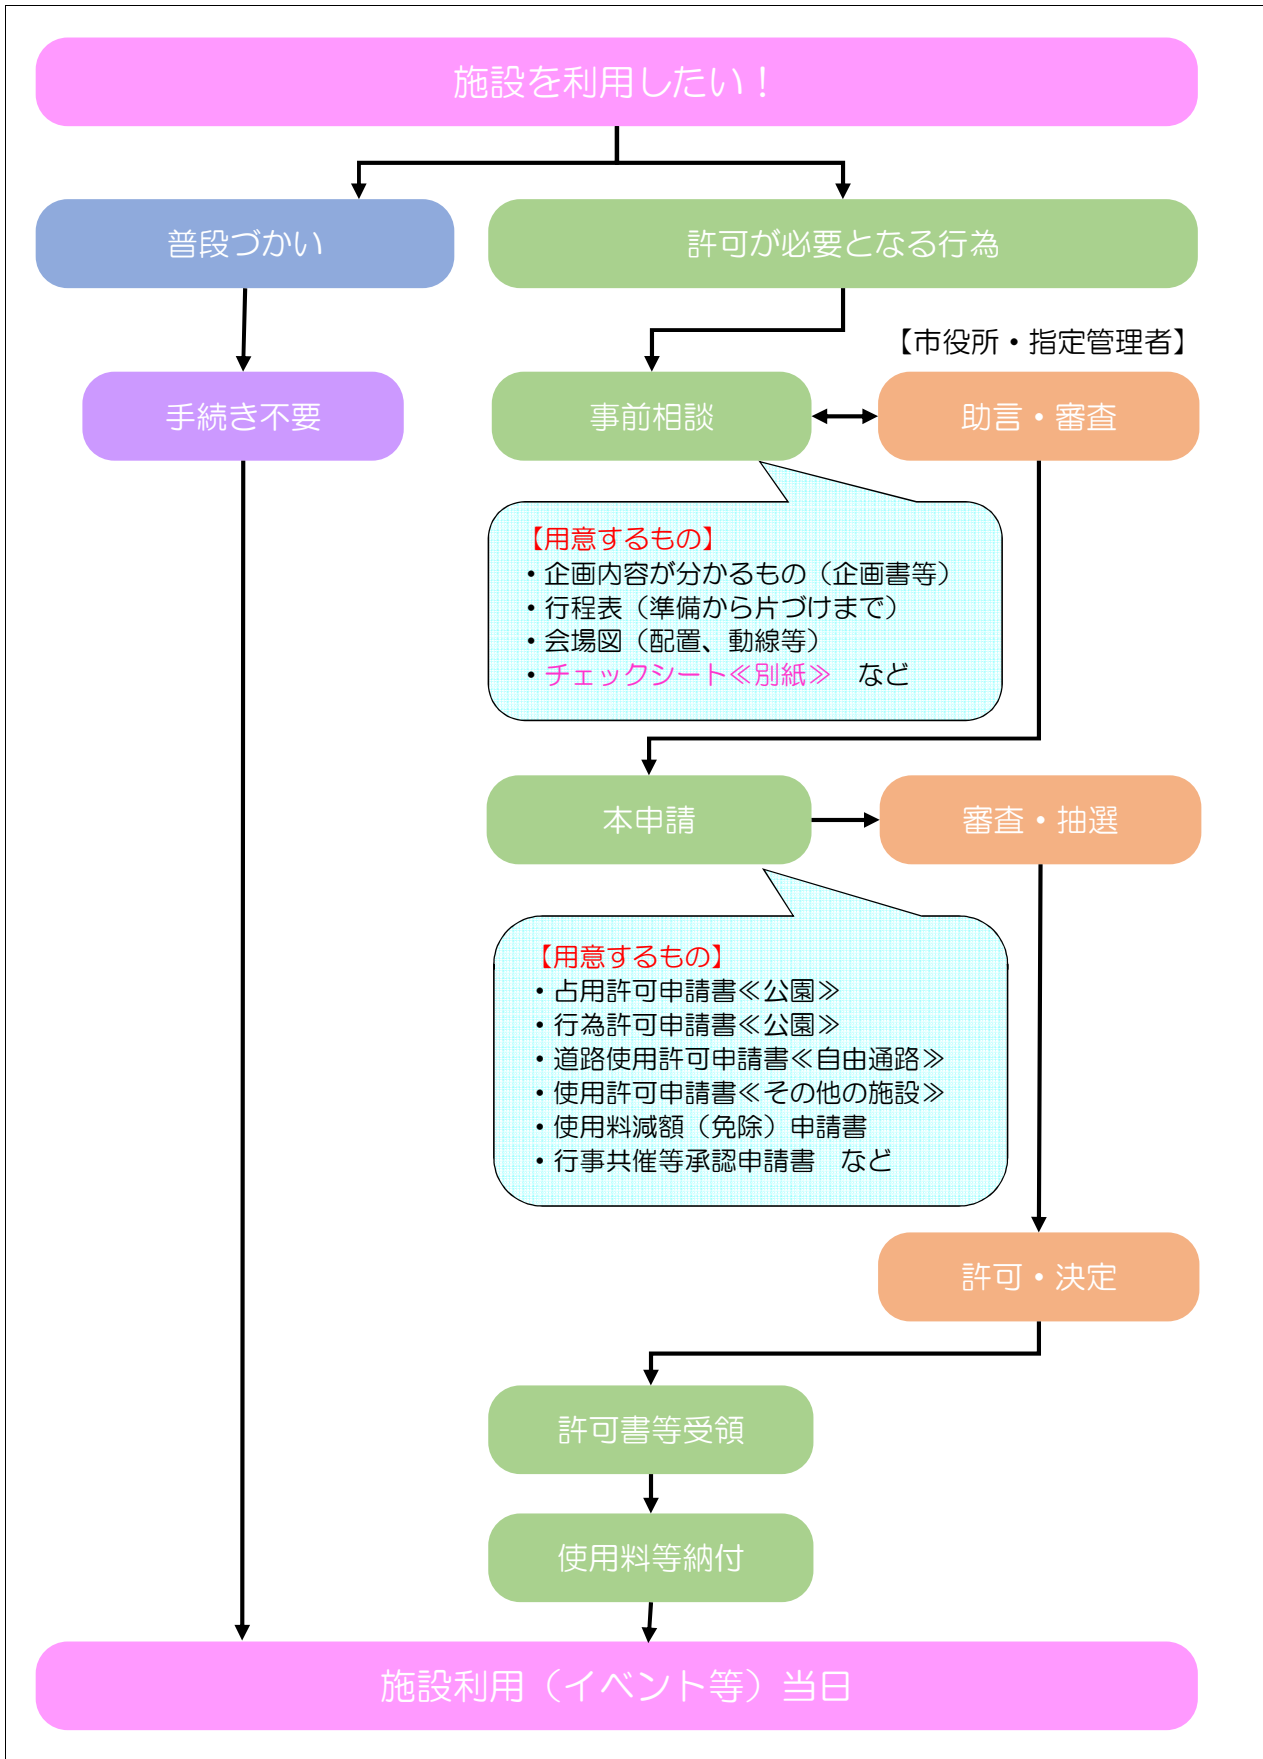 施設を利用したい！
普段づかい
許可が必要となる行為
【市役所・指定管理者】
手続き不要
事前相談
助言・審査
【用意するもの】
・企画内容が分かるもの（企画書等）
・行程表（準備から片づけまで）
・会場図（配置、動線等）
・チェックシート≪別紙≫　など
本申請
審査・抽選
【用意するもの】
・占用許可申請書≪公園≫
・行為許可申請書≪公園≫
・道路使用許可申請書≪自由通路≫
・使用許可申請書≪その他の施設≫
・使用料減額（免除）申請書
・行事共催等承認申請書　など
許可・決定
許可書等受領
使用料等納付
施設利用（イベント等）当日